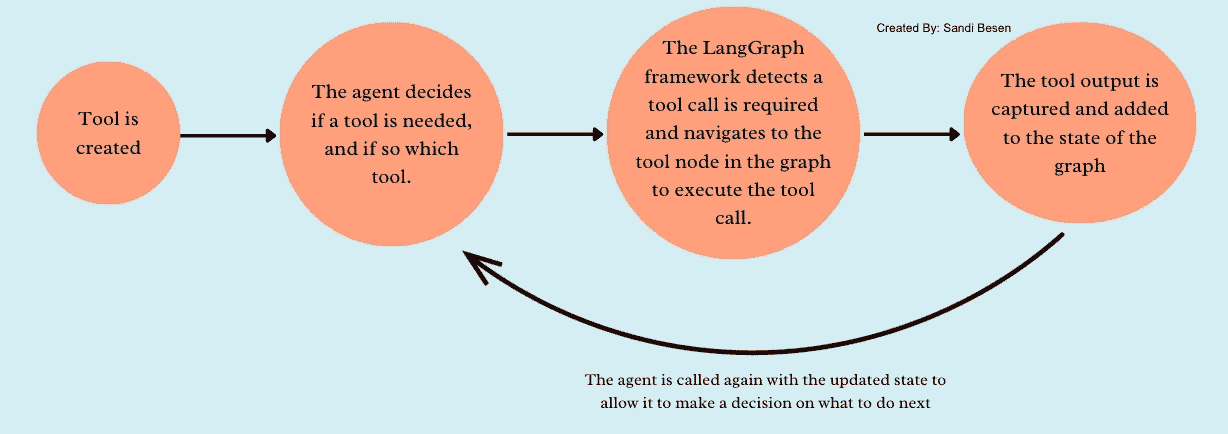 Created By: Sandi Besen
Tool is
created
The agent decides
if a tool is needed,
and if so which
tool.
The LangGraph
framework detects a
tool call is required
and navigates to the
tool node in the graph
to execute the tool
call.
The tool output is
captured and added
to the state of the
graph
The agent is called again with the updated state to
allow it to make a decision on what to do next